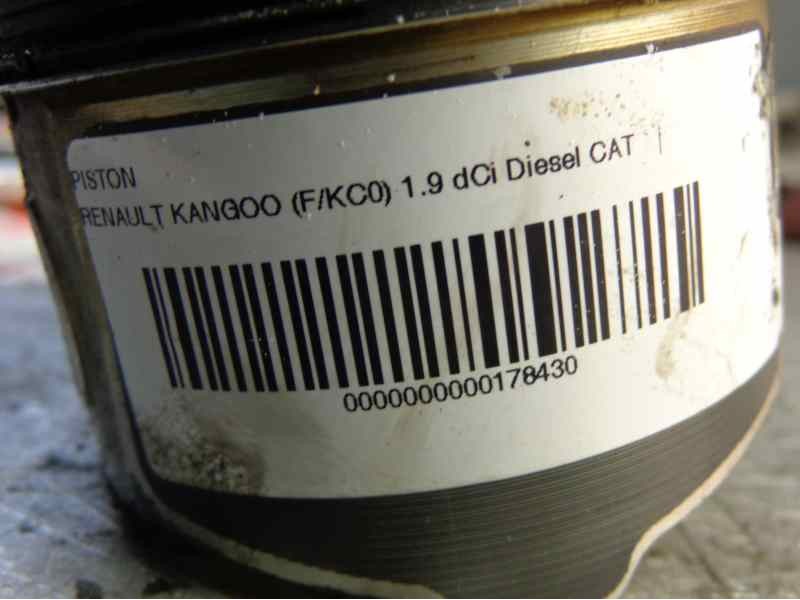 PISTON
RENAULT KANGOO (F/KC0) 1.9 dCi Diesel CAT
0000000000178430